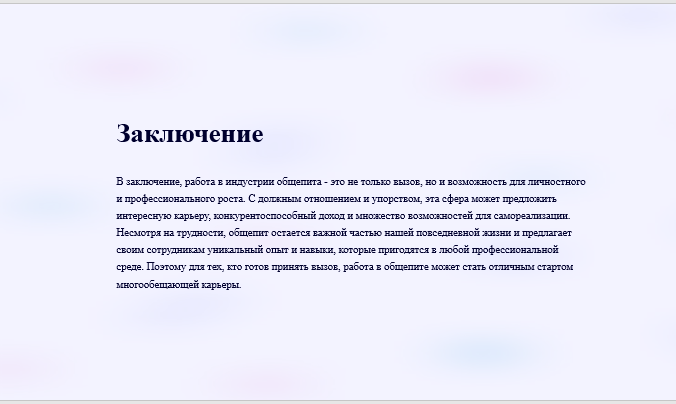 Заключение
В заключение, работа в индустрии общепита - это не только вызов, но и возможность для личностного
и профессионального роста. С должным отношением и упорством, эта сфера может предложить
интересную карьеру, конкурентоспособный доход и множество возможностей для самореализации.
Несмотря на трудности, общепит остается важной частью нашей повседневной жизни и предлагает
своим сотрудникам уникальный опыт и навыки, которые пригодятся в любой профессиональной
среде. Поэтому для тех, кто готов принять вызов, работа в общепите может стать отличным стартом
многообещающей карьеры.